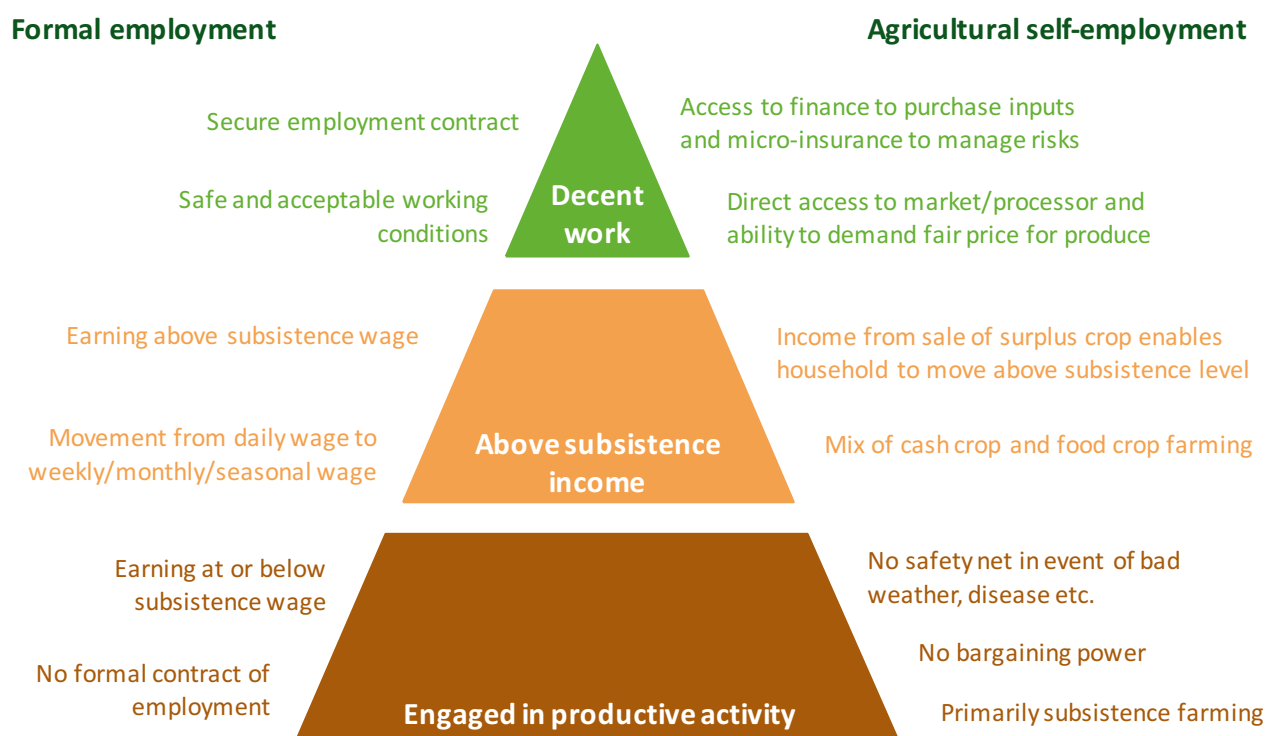 Formal employment
Agricultural self-employment
Secure employment contract
Access to finance to purchase inputs
and micro-insurance to manage risks
Safe and acceptable working
conditions
Decent
work
Direct access to market/processor and
ability to demand fair price for produce
Earning above subsistence wage
Income from sale of surplus crop enables
household to move above subsistence level
Movement from daily wage to
weekly/monthly/seasonal wage
Above subsistence
income
Mix of cash crop and food crop farming
Earning at or below
subsistence wage
No safety net in event of bad
weather, disease etc.
No formal contract of
employment
No bargaining power
Engaged in productive activity
Primarily subsistence farming